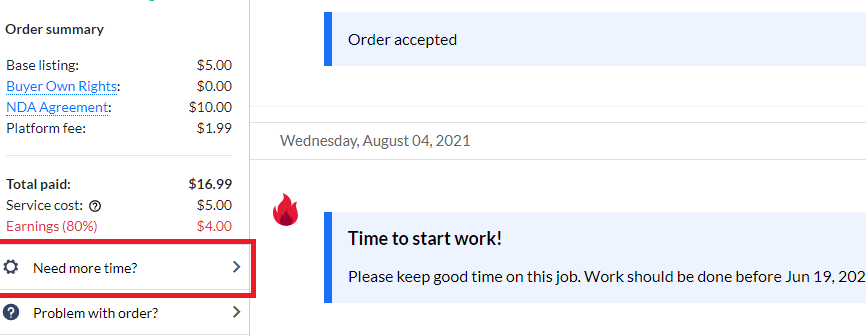 Order summary
Base listing: $5.00
Buyer Own Rights: $0.00
NDA Agreement: $10.00
Platform fee: $1.99
Total paid: $16.99
Service cost: ? $5.00
Earnings (80%) $4.00
Need more time?
? Problem with order?
Order accepted
Wednesday, August 04, 2021
Time to start work!
Please keep good time on this job. Work should be done before Jun 19, 202